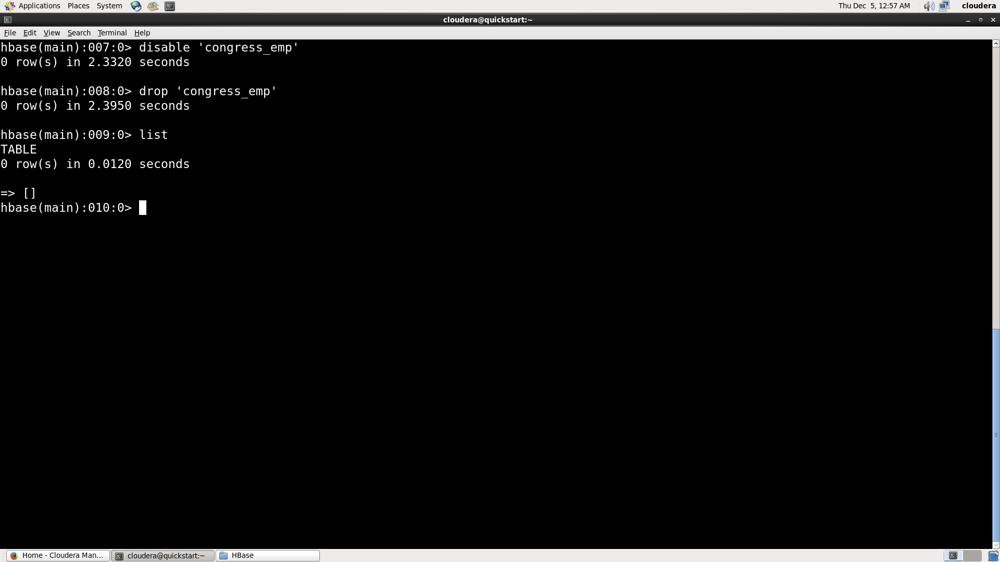 Applications Places System Thu Dec 5, 12:57 AM cloudera
cloudera@quickstart:~
File Edit View Search Terminal Help
hbase(main):007:0> disable 'congress_emp'
0 row(s) in 2.3320 seconds
hbase(main):008:0> drop 'congress_emp'
0 row(s) in 2.3950 seconds
hbase(main):009:0> list
TABLE
0 row(s) in 0.0120 seconds
=> []
hbase(main):010:0>
Home - Cloudera Man... cloudera@quickstart:~ HBase